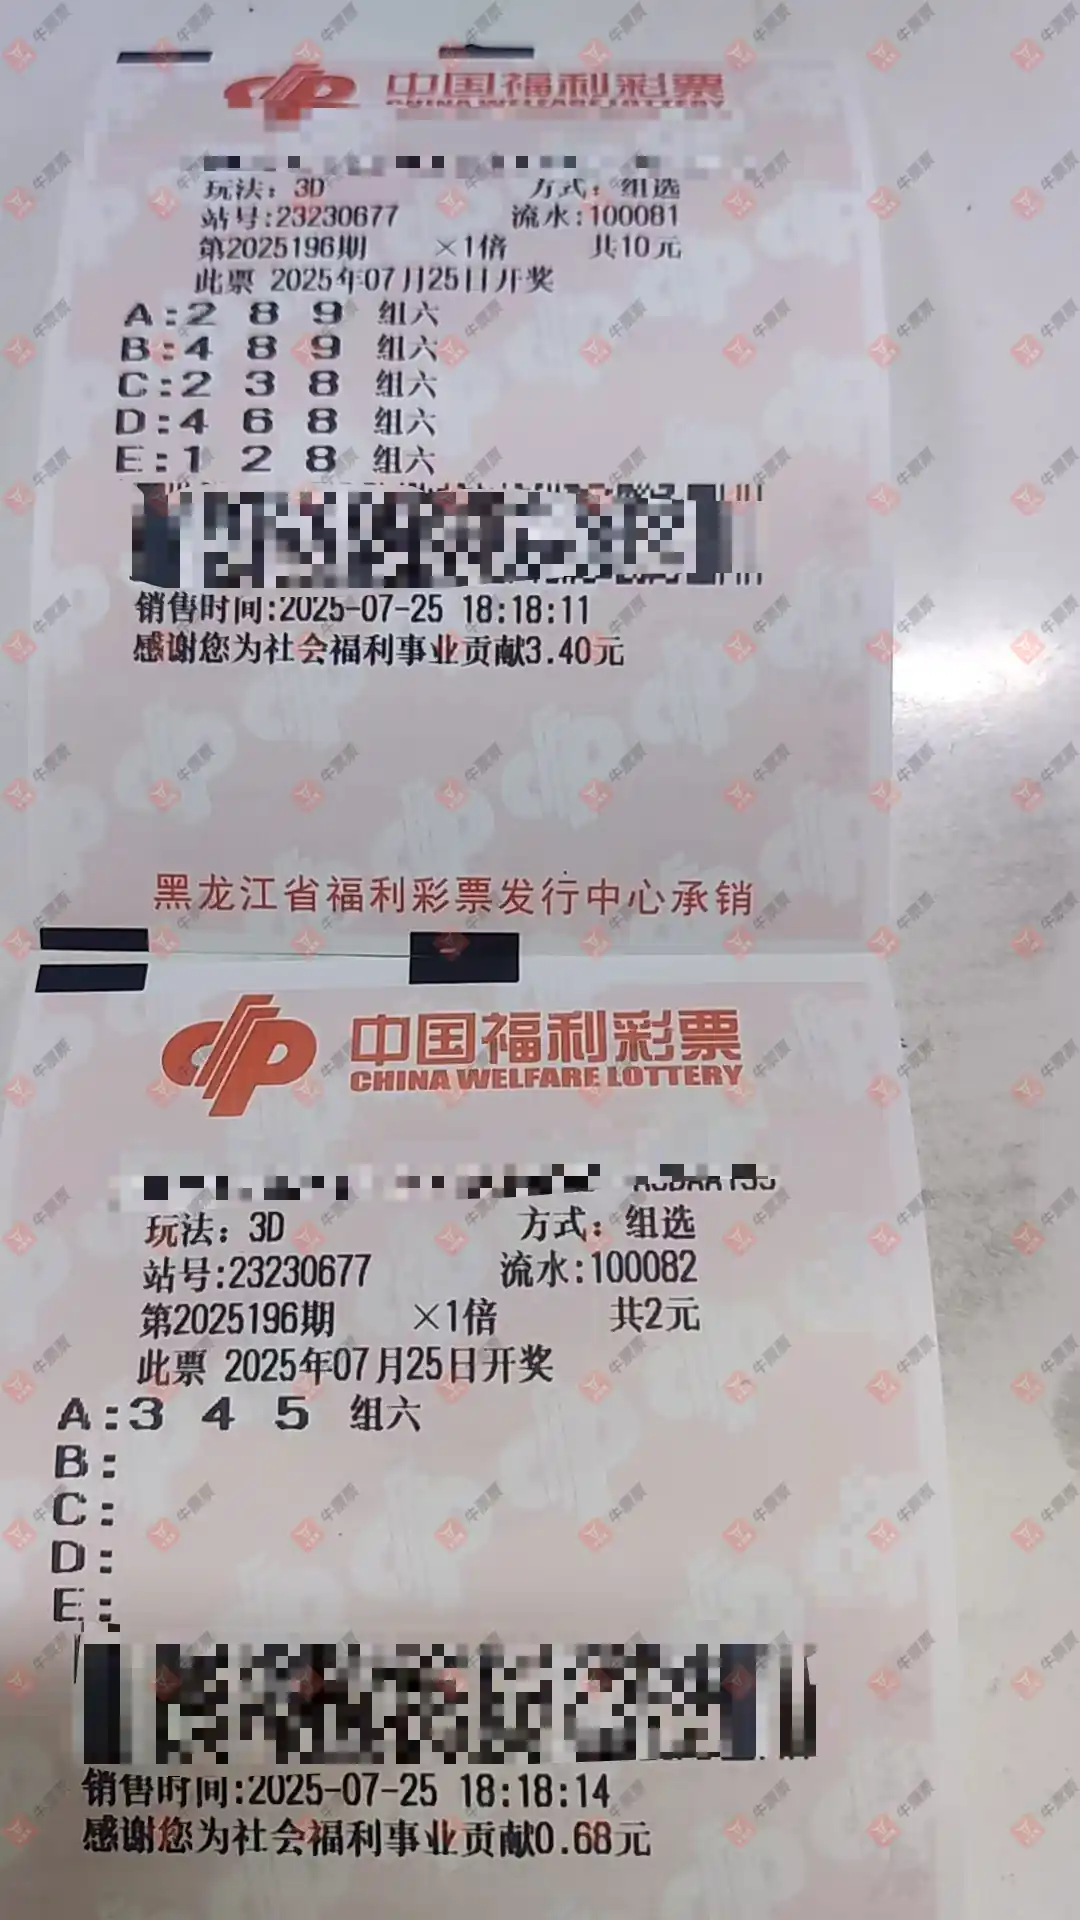 中国福利彩票
CHINA WELFARE LOTTERY
玩法：3D 方式：组选
站号:23230677 流水:100081
第2025196期 ×1倍 共10元
此票 2025年07月25日开奖
A:2 8 9 组六
B:4 8 9 组六
C:2 3 8 组六
D:4 6 8 组六
E:1 2 8 组六
销售时间:2025-07-25 18:18:11
感谢您为社会福利事业贡献3.40元
黑龙江省福利彩票发行中心承销
中国福利彩票
CHINA WELFARE LOTTERY
玩法：3D 方式：组选
站号:23230677 流水:100082
第2025196期 ×1倍 共2元
此票 2025年07月25日开奖
A:3 4 5 组六
B:
C:
D:
E:
销售时间:2025-07-25 18:18:14
感谢您为社会福利事业贡献0.68元